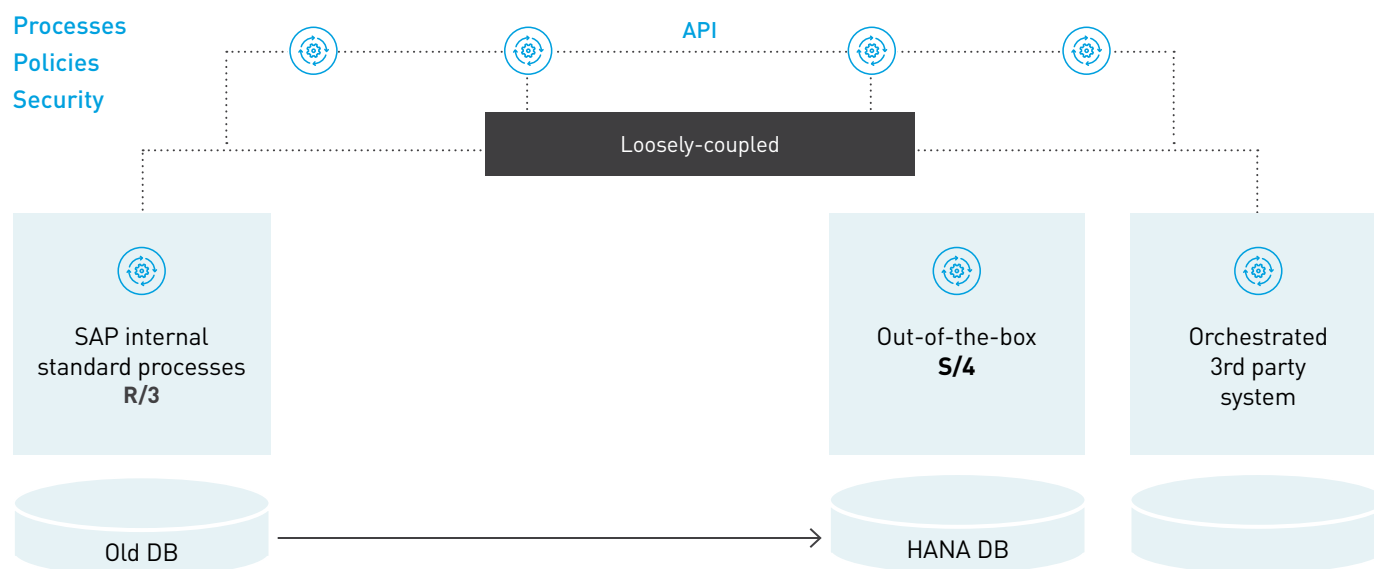 Processes
Policies
Security
API
Loosely-coupled
SAP internal
standard processes
R/3
Out-of-the-box
S/4
Orchestrated
3rd party
system
Old DB
HANA DB